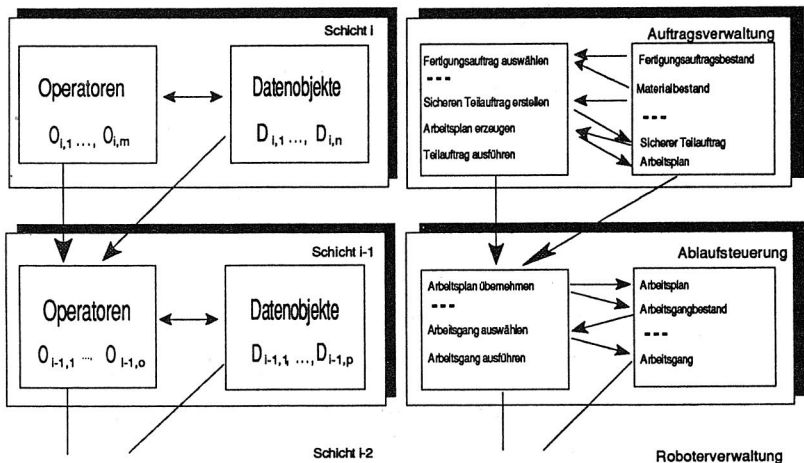 Schicht i
Operatoren
O i,1 ..., O i,m
Datenobjekte
D i,1 ..., D i,n
Schicht i-1
Operatoren
O i-1,1 ... O i-1,o
Datenobjekte
D i-1,1, ..., D i-1,p
Schicht i-2
Auftragsverwaltung
Fertigungsauftrag auswählen
---
Sicheren Teilauftrag erstellen
Arbeitsplan erzeugen
Teilauftrag ausführen
Fertigungsauftragsbestand
Materialbestand
---
Sicherer Teilauftrag
Arbeitsplan
Ablaufsteuerung
Arbeitsplan übernehmen
---
Arbeitsgang auswählen
Arbeitsgang ausführen
Arbeitsplan
Arbeitsgangbestand
---
Arbeitsgang
Roboterverwaltung